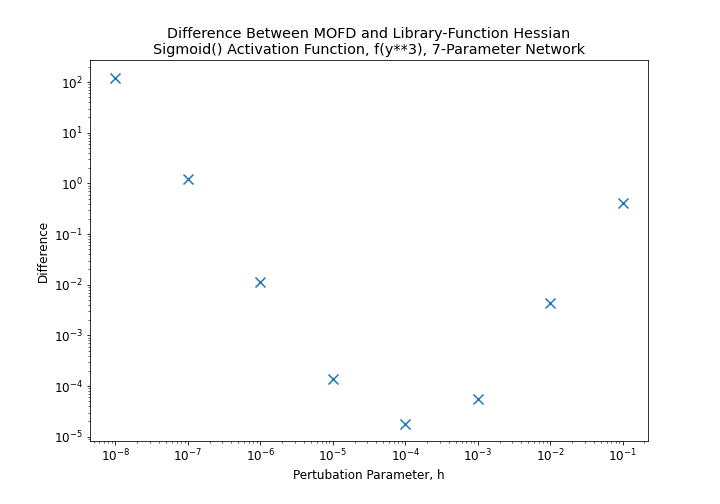 Difference Between MOFD and Library-Function Hessian
Sigmoid() Activation Function, f(y**3), 7-Parameter Network
10²
10¹
10⁰
10⁻¹
10⁻²
10⁻³
10⁻⁴
10⁻⁵
Difference
10⁻⁸ 10⁻⁷ 10⁻⁶ 10⁻⁵ 10⁻⁴ 10⁻³ 10⁻² 10⁻¹
Pertubation Parameter, h